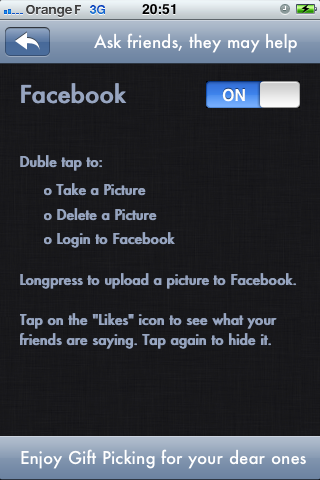 Orange F 3G 20:51
Ask friends, they may help
Facebook ON
Duble tap to:
o Take a Picture
o Delete a Picture
o Login to Facebook
Longpress to upload a picture to Facebook.
Tap on the "Likes" icon to see what your
friends are saying. Tap again to hide it.
Enjoy Gift Picking for your dear ones